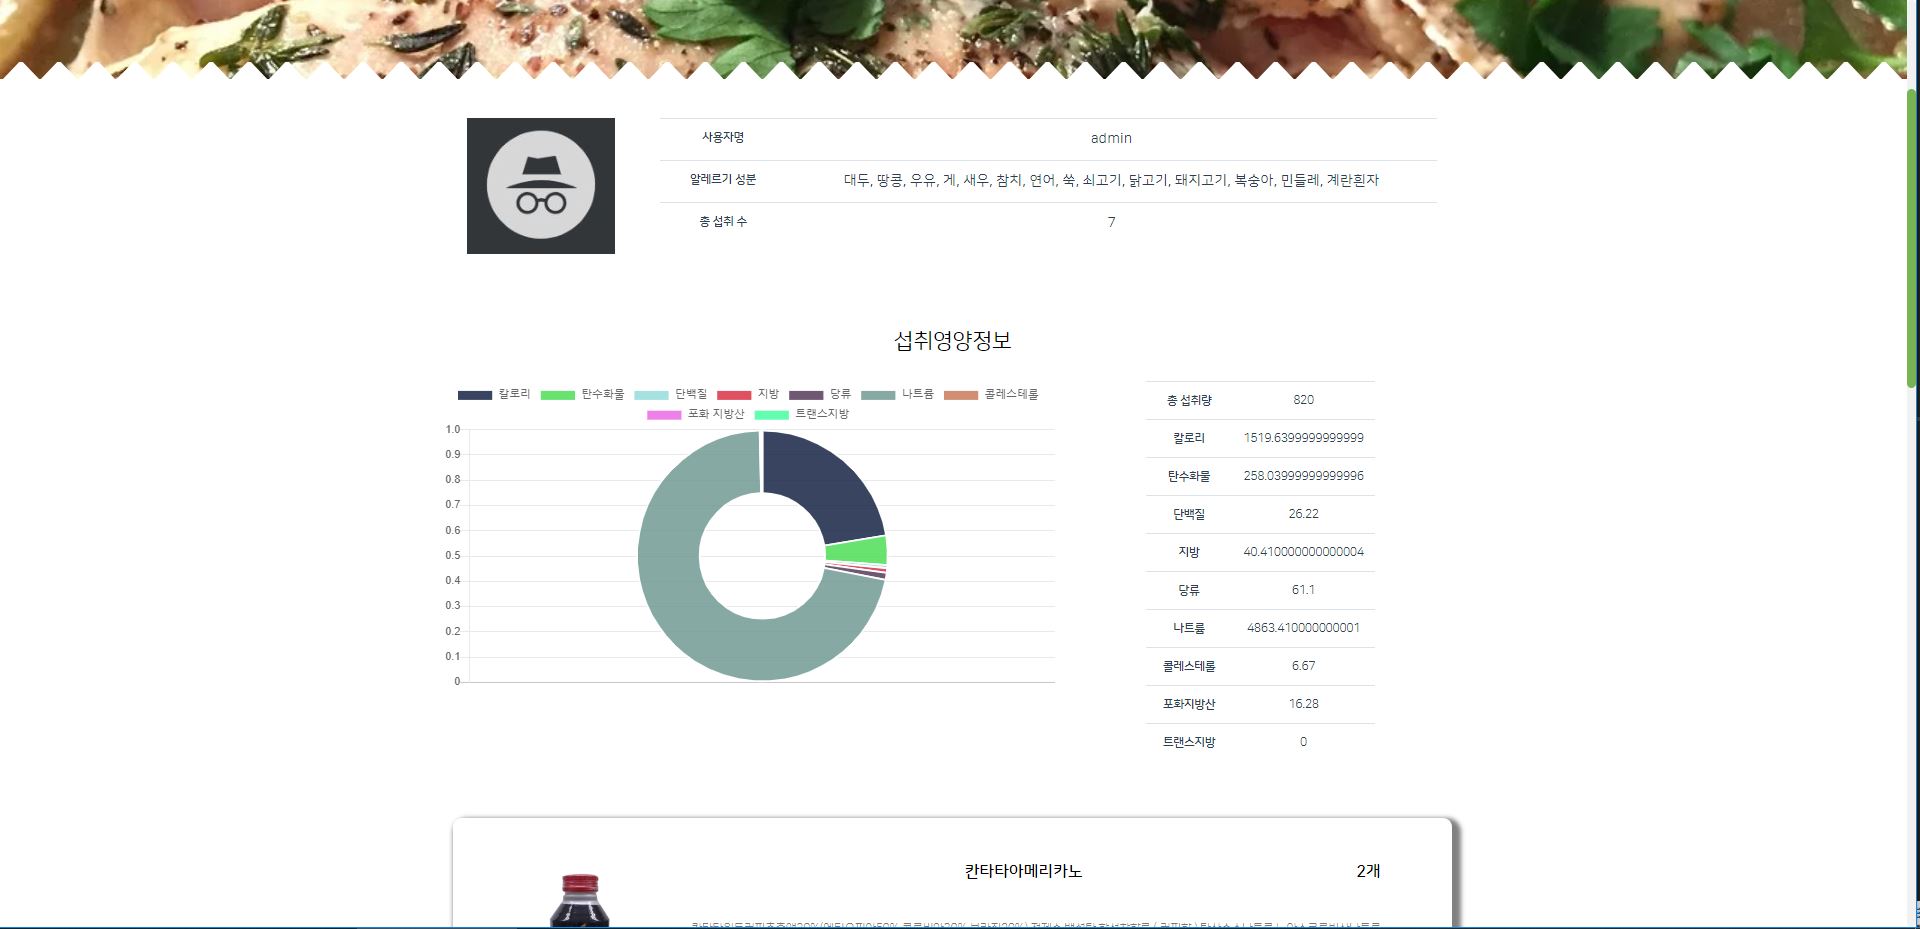 사용자명 admin
알레르기 성분 대두, 땅콩, 우유, 게, 새우, 참치, 연어, 쑥, 쇠고기, 닭고기, 돼지고기, 복숭아, 민들레, 계란흰자
총 섭취 수 7
섭취영양정보
칼로리 탄수화물 단백질 지방 당류 나트륨 콜레스테롤
포화 지방산 트랜스지방
1.0
0.9
0.8
0.7
0.6
0.5
0.4
0.3
0.2
0.1
0
총 섭취량 820
칼로리 1519.6399999999999
탄수화물 258.03999999999996
단백질 26.22
지방 40.410000000000004
당류 61.1
나트륨 4863.410000000001
콜레스테롤 6.67
포화지방산 16.28
트랜스지방 0
칸타타아메리카노 2개